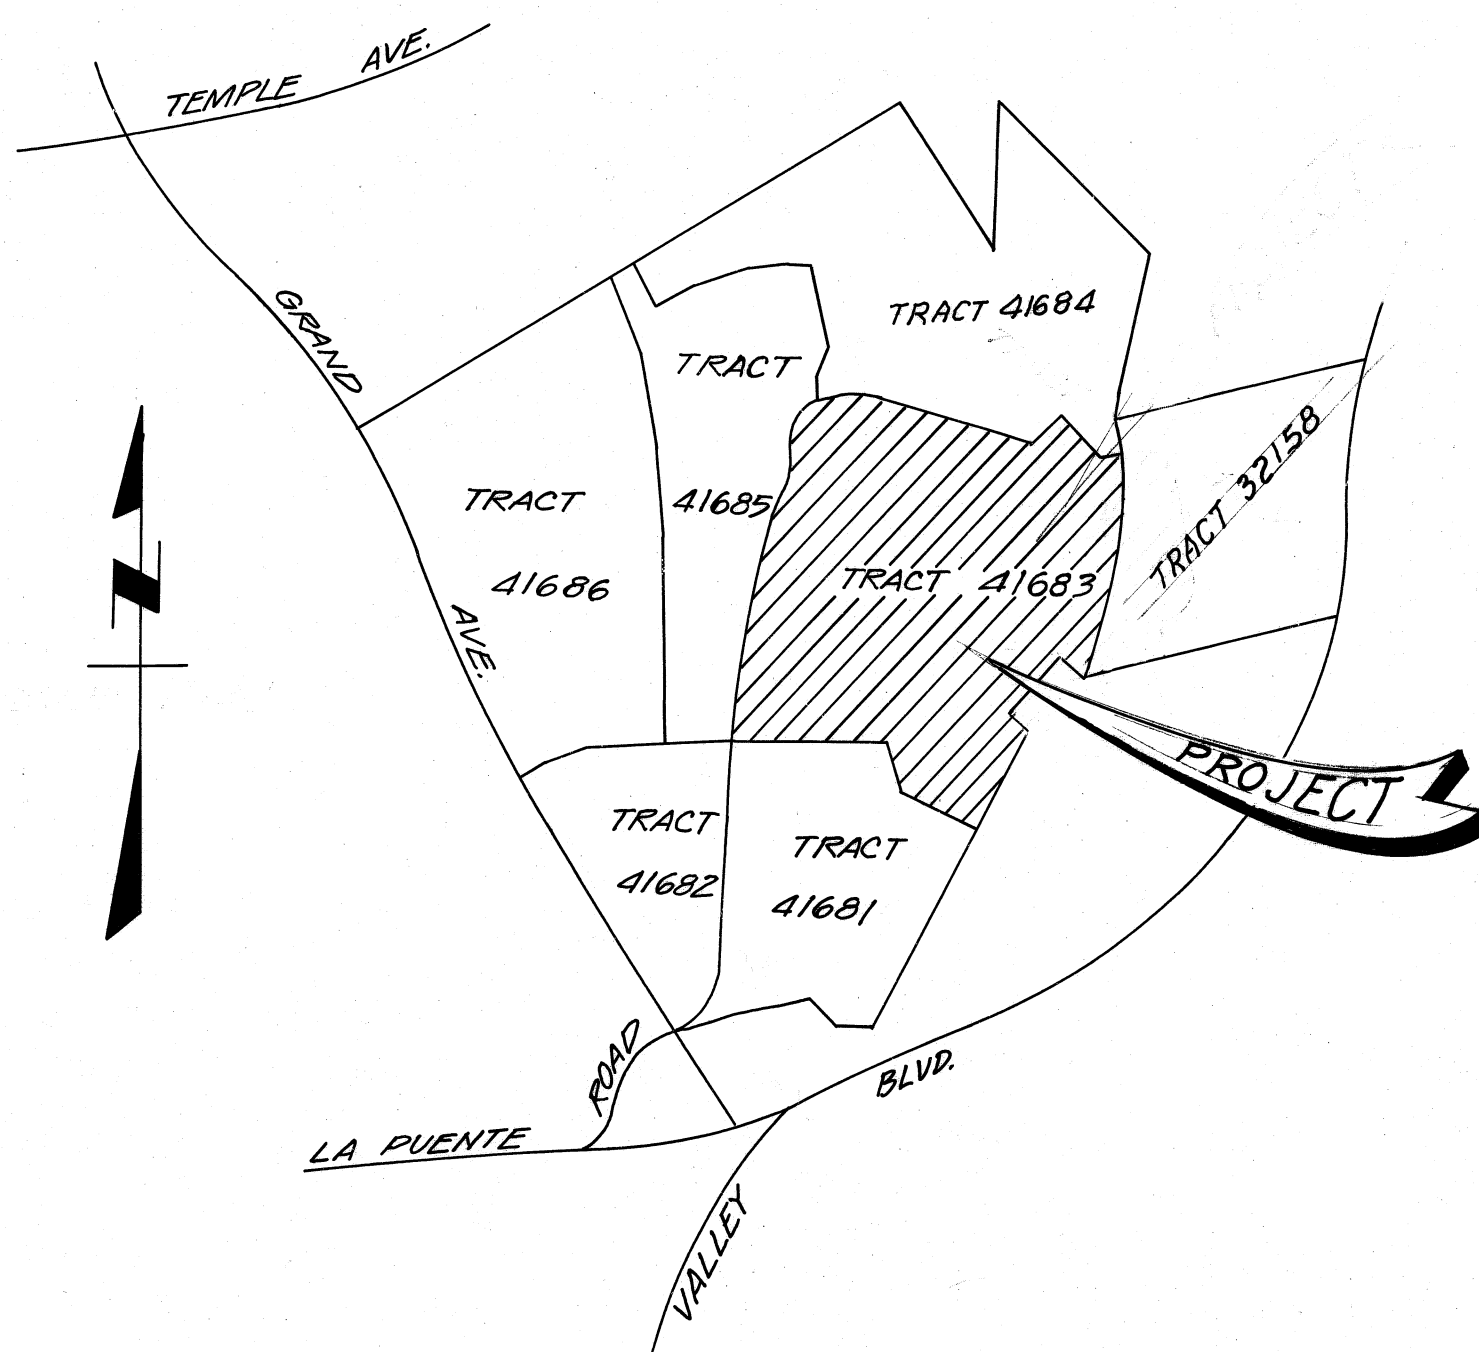 TEMPLE AVE.
GRAND AVE.
TRACT 41684
TRACT
41685
TRACT
41686
TRACT 32158
TRACT 41683
N
PROJECT
TRACT
41682
TRACT
41681
LA PUENTE ROAD
VALLEY BLVD.